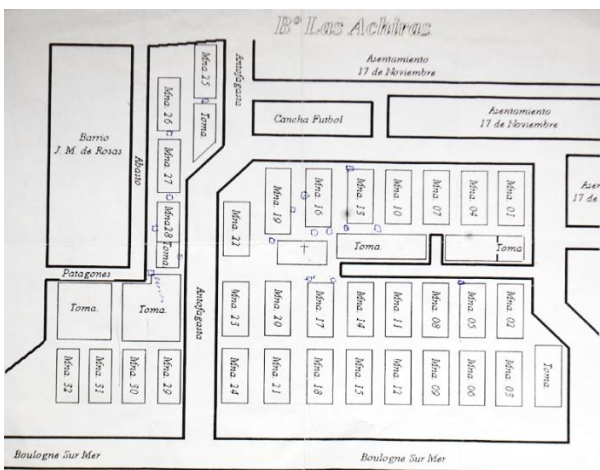 Bº Las Achiras
Asentamiento
17 de Noviembre
Asentamiento
17 de Noviembre
Cancha Futbol
Antofagasta
Mna. 25
Toma.
Mna. 26
Mna. 27
Mna28
Toma
Barrio
J. M. de Rosas
Abasto
17 de
Mna. 19
Mna. 16
Mna. 13
Mna. 10
Mna. 07
Mna. 04
Mna. 01
Mna. 22
Toma.
Toma
Patagones
Toma.
Toma.
Antofagasta
Mna. 23
Mna. 20
Mna. 17
Mna. 14
Mna. 11
Mna. 08
Mna. 05
Mna. 02
Mna. 32
Mna. 31
Mna. 30
Mna. 29
Mna. 24
Mna. 21
Mna. 18
Mna. 15
Mna. 12
Mna. 09
Mna. 06
Mna. 03
Toma.
Boulogne Sur Mer
Boulogne Sur Mer